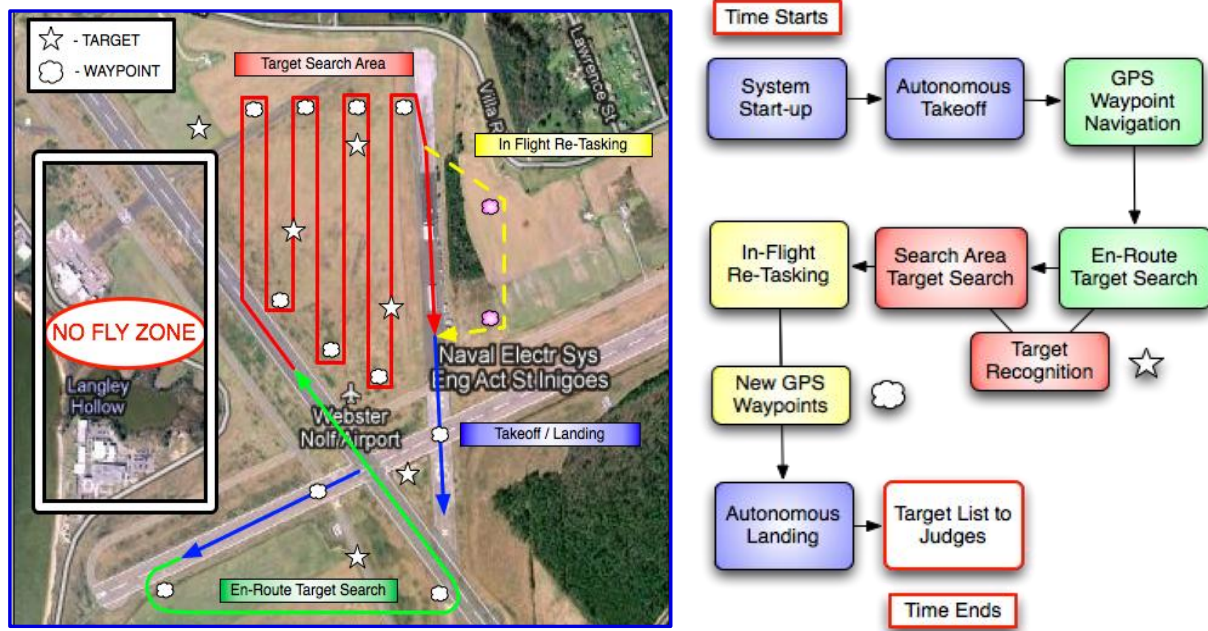 - TARGET
- WAYPOINT
Target Search Area
Lawrence St
Villa R
In Flight Re-Tasking
NO FLY ZONE
Langley
Hollow
Naval Electr Sys
Eng Act St Inigoes
Webster
Nolf Airport
Takeoff / Landing
En-Route Target Search
Time Starts
System
Start-up
Autonomous
Takeoff
GPS
Waypoint
Navigation
In-Flight
Re-Tasking
Search Area
Target Search
En-Route
Target Search
Target
Recognition
New GPS
Waypoints
Autonomous
Landing
Target List to
Judges
Time Ends